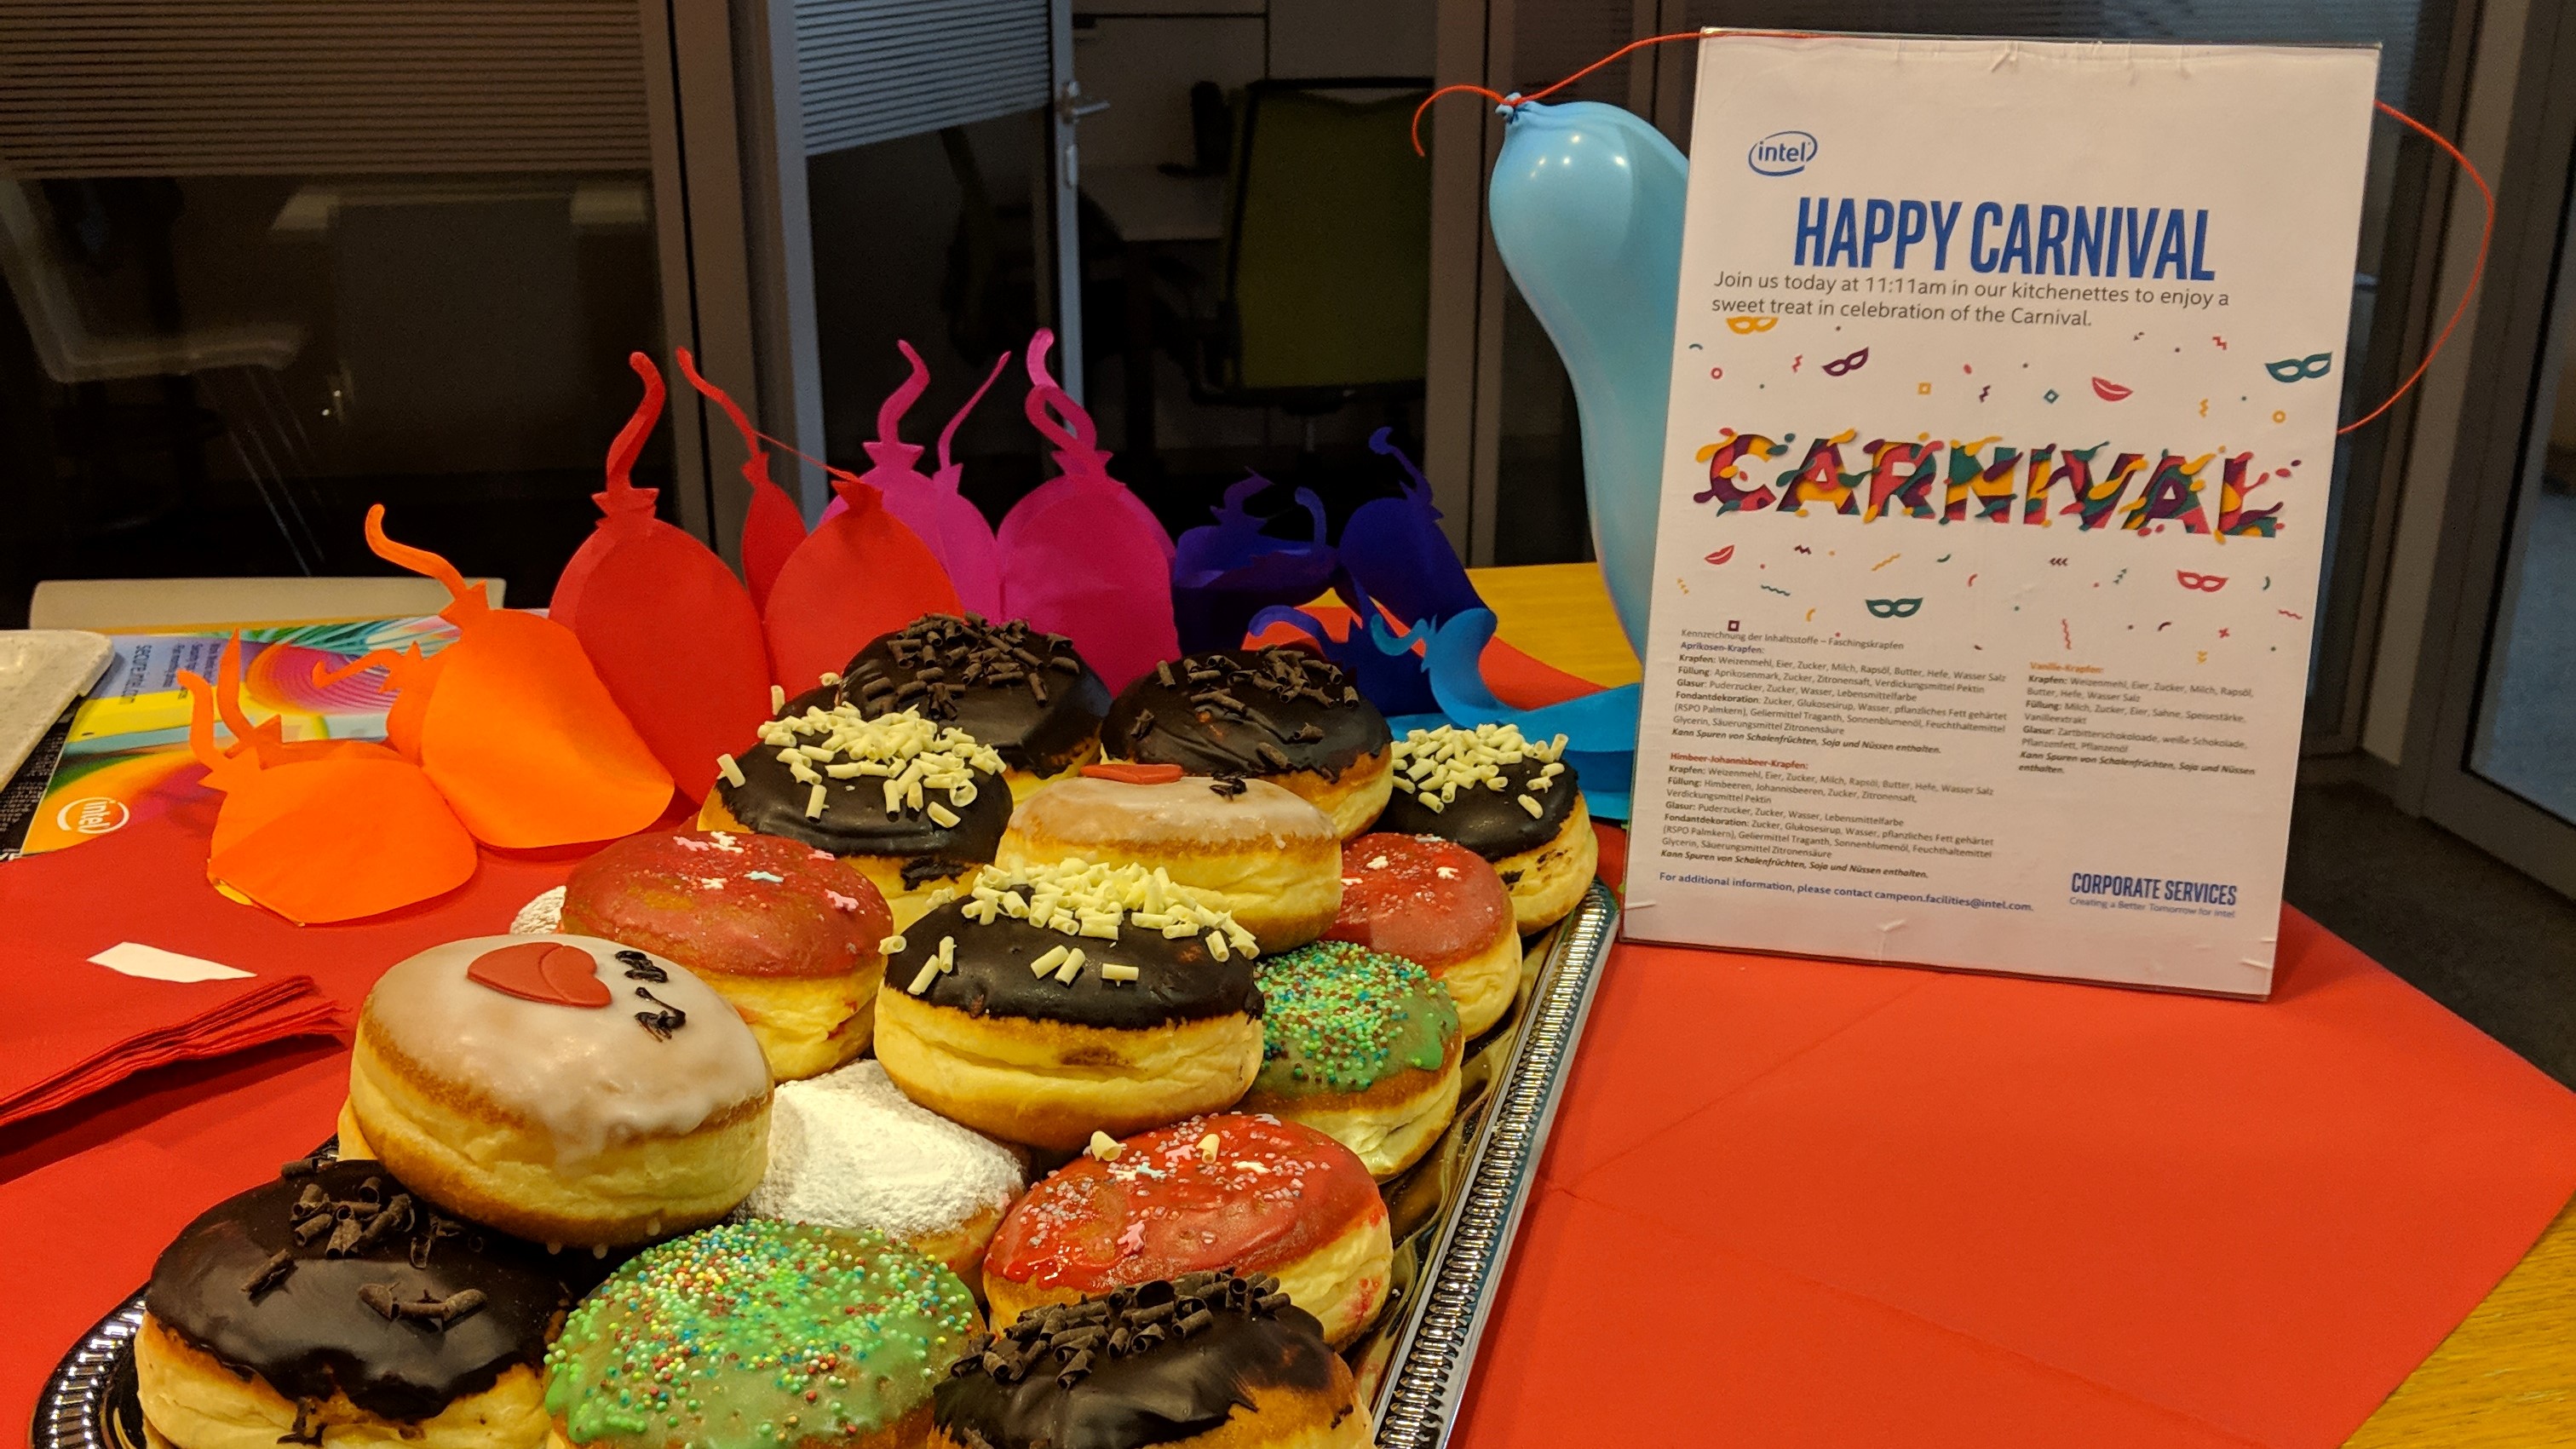 intel
HAPPY CARNIVAL
Join us today at 11:11am in our kitchenettes to enjoy a
sweet treat in celebration of the Carnival.
CARNIVAL
Kennzeichnung der Inhaltsstoffe – Faschingskrapfen
Aprikosen-Krapfen:
Krapfen: Weizenmehl, Eier, Zucker, Milch, Rapsöl, Butter, Hefe, Wasser Salz
Füllung: Aprikosenmark, Zucker, Zitronensaft, Verdickungsmittel Pektin
Glasur: Puderzucker, Zucker, Wasser, Lebensmittelfarbe
Fondantdekoration: Zucker, Glukosesirup, Wasser, pflanzliches Fett gehärtet
(RSPO Palmkern), Geliermittel Traganth, Sonnenblumenöl, Feuchthaltemittel
Glycerin, Säuerungsmittel Zitronensäure
Kann Spuren von Schalenfrüchten, Soja und Nüssen enthalten.
Himbeer-Johannisbeer-Krapfen:
Krapfen: Weizenmehl, Eier, Zucker, Milch, Rapsöl, Butter, Hefe, Wasser Salz
Füllung: Himbeeren, Johannisbeeren, Zucker, Zitronensaft,
Verdickungsmittel Pektin
Glasur: Puderzucker, Zucker, Wasser, Lebensmittelfarbe
Fondantdekoration: Zucker, Glukosesirup, Wasser, pflanzliches Fett gehärtet
(RSPO Palmkern), Geliermittel Traganth, Sonnenblumenöl, Feuchthaltemittel
Glycerin, Säuerungsmittel Zitronensäure
Kann Spuren von Schalenfrüchten, Soja und Nüssen enthalten.
Vanille-Krapfen:
Krapfen: Weizenmehl, Eier, Zucker, Milch, Rapsöl,
Butter, Hefe, Wasser Salz
Füllung: Milch, Zucker, Eier, Sahne, Speisestärke,
Vanilleextrakt
Glasur: Zartbitterschokoloade, weiße Schokolade,
Pflanzenfett, Pflanzenöl
Kann Spuren von Schalenfrüchten, Soja und Nüssen
enthalten.
For additional information, please contact campeon.facilities@intel.com.
CORPORATE SERVICES
Creating a Better Tomorrow for Intel
intel